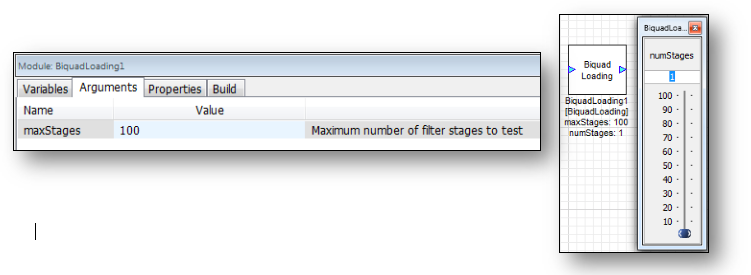 Module: BiquadLoading1
Variables Arguments Properties Build
Name Value
maxStages 100 Maximum number of filter stages to test
Biquad
Loading
BiquadLoading1
[BiquadLoading]
maxStages: 100
numStages: 1
BiquadLoa...
numStages
1
100
90
80
70
60
50
40
30
20
10